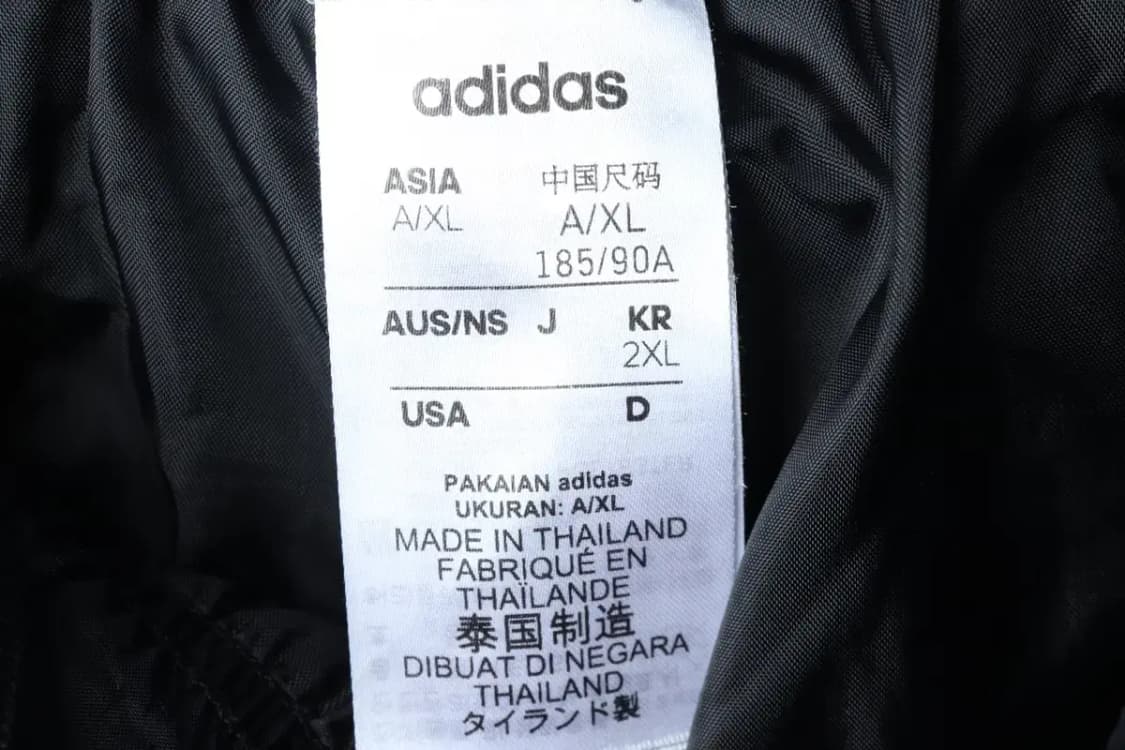 adidas
ASIA 中国尺码
A/XL A/XL
185/90A
AUS/NS J KR
2XL
USA D
PAKAIAN adidas
UKURAN: A/XL
MADE IN THAILAND
FABRIQUÉ EN
THAÏLANDE
泰国制造
DIBUAT DI NEGARA
THAILAND
タイランド製